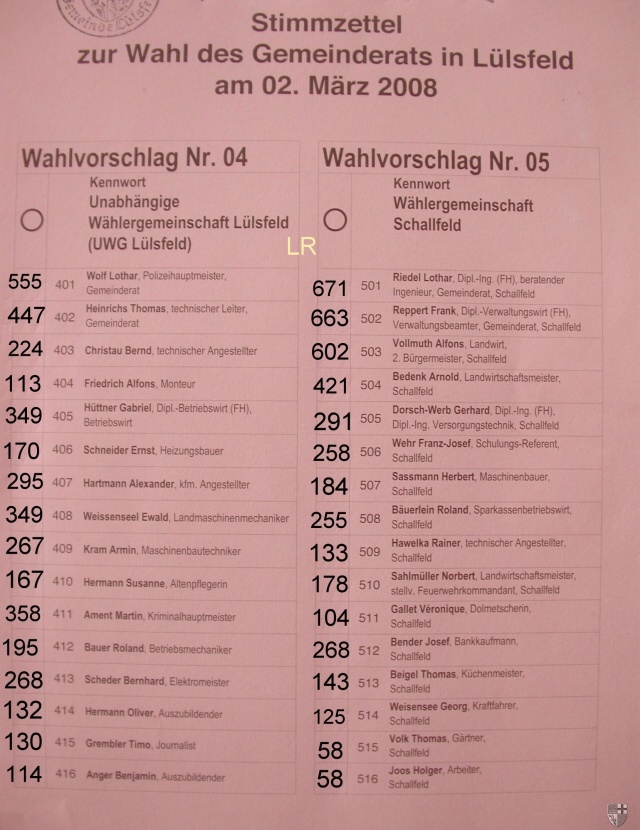 Gemeinde Lülsfeld
Stimmzettel
zur Wahl des Gemeinderats in Lülsfeld
am 02. März 2008
Wahlvorschlag Nr. 04
Kennwort
Unabhängige
Wählergemeinschaft Lülsfeld
(UWG Lülsfeld)
555 401 Wolf Lothar, Polizeihauptmeister,
Gemeinderat
447 402 Heinrichs Thomas, technischer Leiter,
Gemeinderat
224 403 Christau Bernd, technischer Angestellter
113 404 Friedrich Alfons, Monteur
349 405 Hüttner Gabriel, Dipl.-Betriebswirt (FH),
Betriebswirt
170 406 Schneider Ernst, Heizungsbauer
295 407 Hartmann Alexander, kfm. Angestellter
349 408 Weissenseel Ewald, Landmaschinenmechaniker
267 409 Kram Armin, Maschinenbautechniker
167 410 Hermann Susanne, Altenpflegerin
358 411 Ament Martin, Kriminalhauptmeister
195 412 Bauer Roland, Betriebsmechaniker
268 413 Scheder Bernhard, Elektromeister
132 414 Hermann Oliver, Auszubildender
130 415 Grembler Timo, Journalist
114 416 Anger Benjamin, Auszubildender
LR
Wahlvorschlag Nr. 05
Kennwort
Wählergemeinschaft
Schallfeld
671 501 Riedel Lothar, Dipl.-Ing. (FH), beratender
Ingenieur, Gemeinderat, Schallfeld
663 502 Reppert Frank, Dipl.-Verwaltungswirt (FH),
Verwaltungsbeamter, Gemeinderat, Schallfeld
602 503 Vollmuth Alfons, Landwirt,
2. Bürgermeister, Schallfeld
421 504 Bedenk Arnold, Landwirtschaftsmeister,
Schallfeld
291 505 Dorsch-Werb Gerhard, Dipl.-Ing. (FH),
Dipl.-Ing. Versorgungstechnik, Schallfeld
258 506 Wehr Franz-Josef, Schulungs-Referent,
Schallfeld
184 507 Sassmann Herbert, Maschinenbauer,
Schallfeld
255 508 Bäuerlein Roland, Sparkassenbetriebswirt,
Schallfeld
133 509 Hawelka Rainer, technischer Angestellter,
Schallfeld
178 510 Sahlmüller Norbert, Landwirtschaftsmeister,
stellv. Feuerwehrkommandant, Schallfeld
104 511 Gallet Véronique, Dolmetscherin,
Schallfeld
268 512 Bender Josef, Bankkaufmann,
Schallfeld
143 513 Beigel Thomas, Küchenmeister,
Schallfeld
125 514 Weisensee Georg, Kraftfahrer,
Schallfeld
58 515 Volk Thomas, Gärtner,
Schallfeld
58 516 Joos Holger, Arbeiter,
Schallfeld